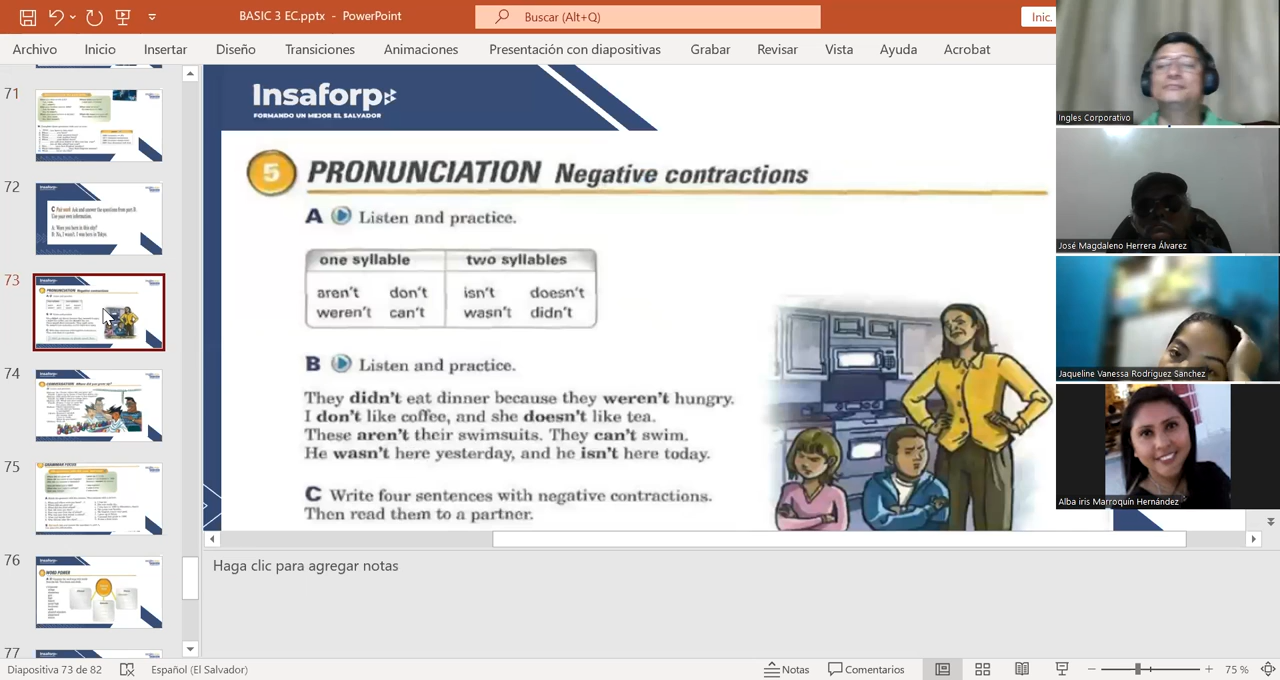 BASIC 3 EC.pptx - PowerPoint
Buscar (Alt+Q)
Inic.
Archivo Inicio Insertar Diseño Transiciones Animaciones Presentación con diapositivas Grabar Revisar Vista Ayuda Acrobat
71
72
73
74
75
76
77
Insaforp
FORMANDO UN MEJOR EL SALVADOR
5 PRONUNCIATION Negative contractions
A Listen and practice.
one syllable two syllables
aren't don't isn't doesn't
weren't can't wasn't didn't
B Listen and practice.
They didn't eat dinner because they weren't hungry.
I don't like coffee, and she doesn't like tea.
These aren't their swimsuits. They can't swim.
He wasn't here yesterday, and he isn't here today.
C Write four sentences with negative contractions.
Then read them to a partner.
Ingles Corporativo
José Magdaleno Herrera Álvarez
Jaqueline Vanessa Rodríguez Sánchez
Alba iris Marroquín Hernández
Haga clic para agregar notas
Diapositiva 73 de 82 Español (El Salvador) Notas Comentarios 75 %